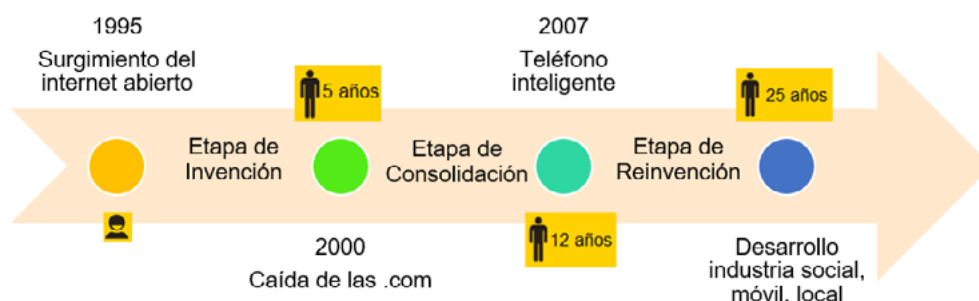 1995
Surgimiento del
internet abierto
5 años
Etapa de
Invención
2000
Caída de las .com
2007
Teléfono
inteligente
Etapa de
Consolidación
12 años
25 años
Etapa de
Reinvención
Desarrollo
industria social,
móvil, local